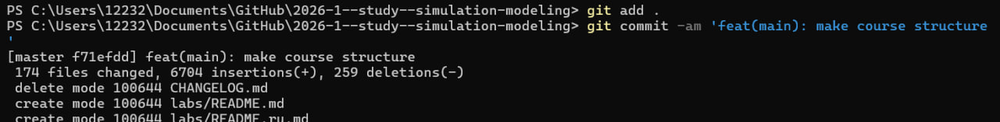 PS C:\Users\12232\Documents\GitHub\2026-1--study--simulation-modeling> git add .
PS C:\Users\12232\Documents\GitHub\2026-1--study--simulation-modeling> git commit -am 'feat(main): make course structure
'
[master f71efdd] feat(main): make course structure
 174 files changed, 6704 insertions(+), 259 deletions(-)
 delete mode 100644 CHANGELOG.md
 create mode 100644 labs/README.md
 create mode 100644 labs/README.ru.md